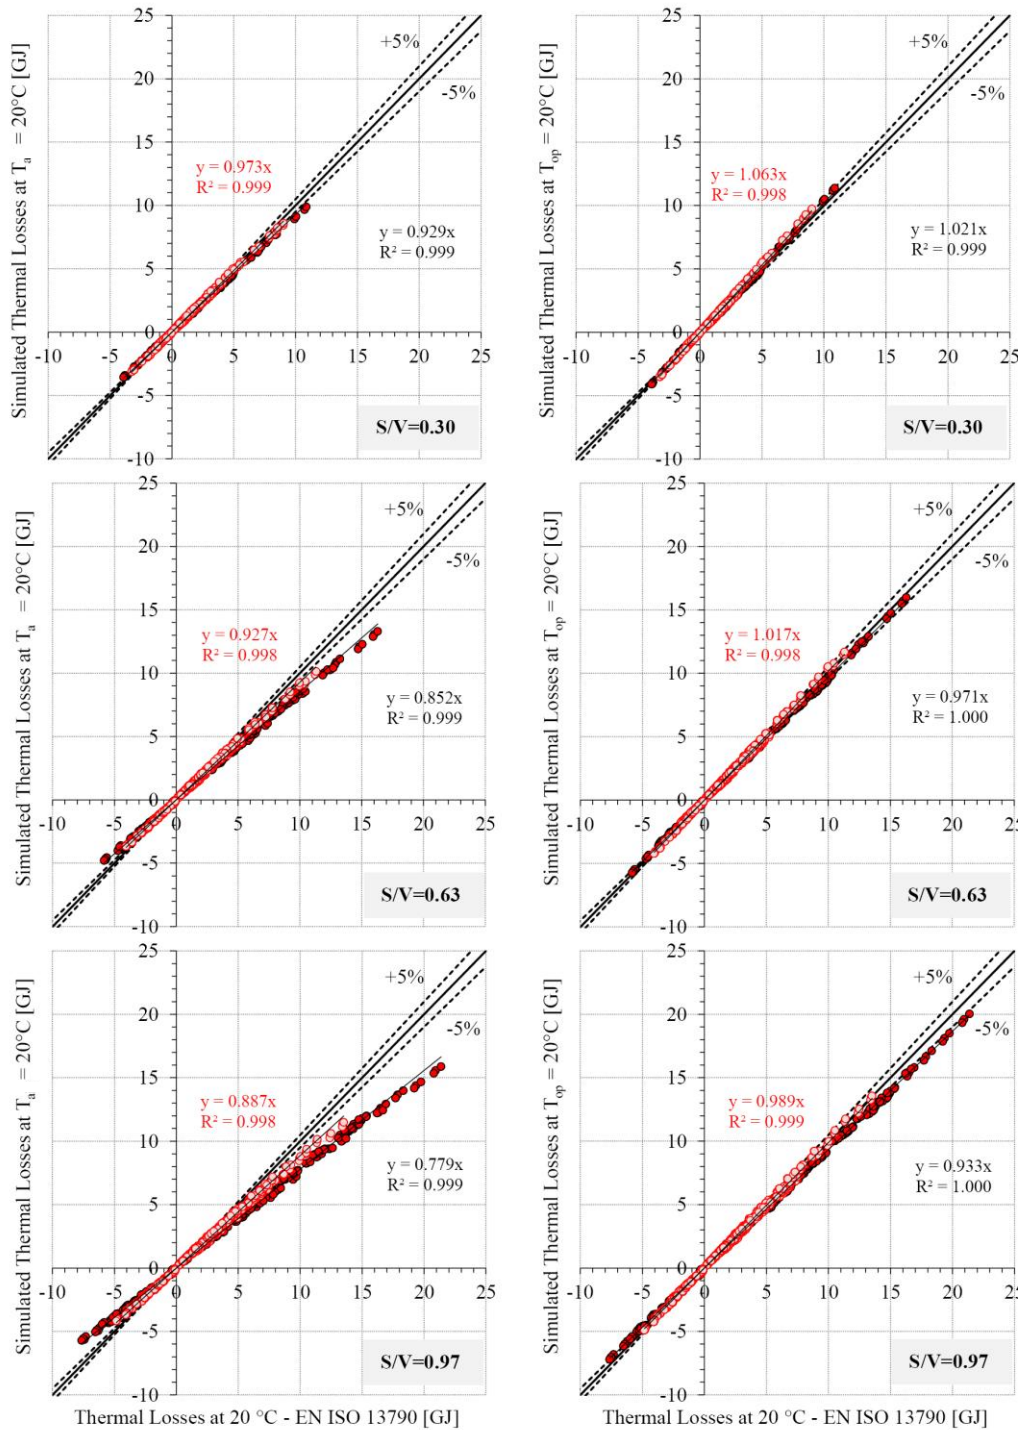 Simulated Thermal Losses at Ta = 20°C [GJ]
25
20
15
10
5
0
-5
-10
-10 -5 0 5 10 15 20 25
+5%
-5%
y = 0.973x
R² = 0.999
y = 0.929x
R² = 0.999
S/V=0.30
Simulated Thermal Losses at Top = 20°C [GJ]
25
20
15
10
5
0
-5
-10
-10 -5 0 5 10 15 20 25
+5%
-5%
y = 1.063x
R² = 0.998
y = 1.021x
R² = 0.999
S/V=0.30
Simulated Thermal Losses at Ta = 20°C [GJ]
25
20
15
10
5
0
-5
-10
-10 -5 0 5 10 15 20 25
+5%
-5%
y = 0.927x
R² = 0.998
y = 0.852x
R² = 0.999
S/V=0.63
Simulated Thermal Losses at Top = 20°C [GJ]
25
20
15
10
5
0
-5
-10
-10 -5 0 5 10 15 20 25
+5%
-5%
y = 1.017x
R² = 0.998
y = 0.971x
R² = 1.000
S/V=0.63
Simulated Thermal Losses at Ta = 20°C [GJ]
25
20
15
10
5
0
-5
-10
-10 -5 0 5 10 15 20 25
+5%
-5%
y = 0.887x
R² = 0.998
y = 0.779x
R² = 0.999
S/V=0.97
Thermal Losses at 20 °C - EN ISO 13790 [GJ]
Simulated Thermal Losses at Top = 20°C [GJ]
25
20
15
10
5
0
-5
-10
-10 -5 0 5 10 15 20 25
+5%
-5%
y = 0.989x
R² = 0.999
y = 0.933x
R² = 1.000
S/V=0.97
Thermal Losses at 20 °C - EN ISO 13790 [GJ]